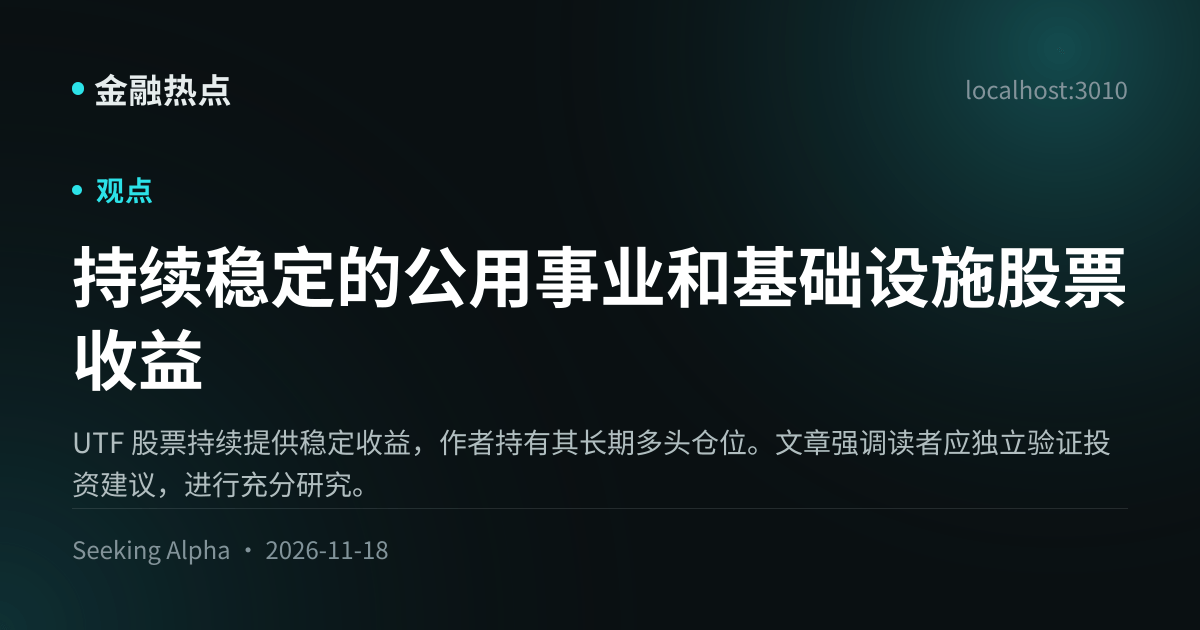 金融热点
localhost:3010
观点
持续稳定的公用事业和基础设施股票
收益
UTF 股票持续提供稳定收益，作者持有其长期多头仓位。文章强调读者应独立验证投
资建议，进行充分研究。
Seeking Alpha · 2026-11-18